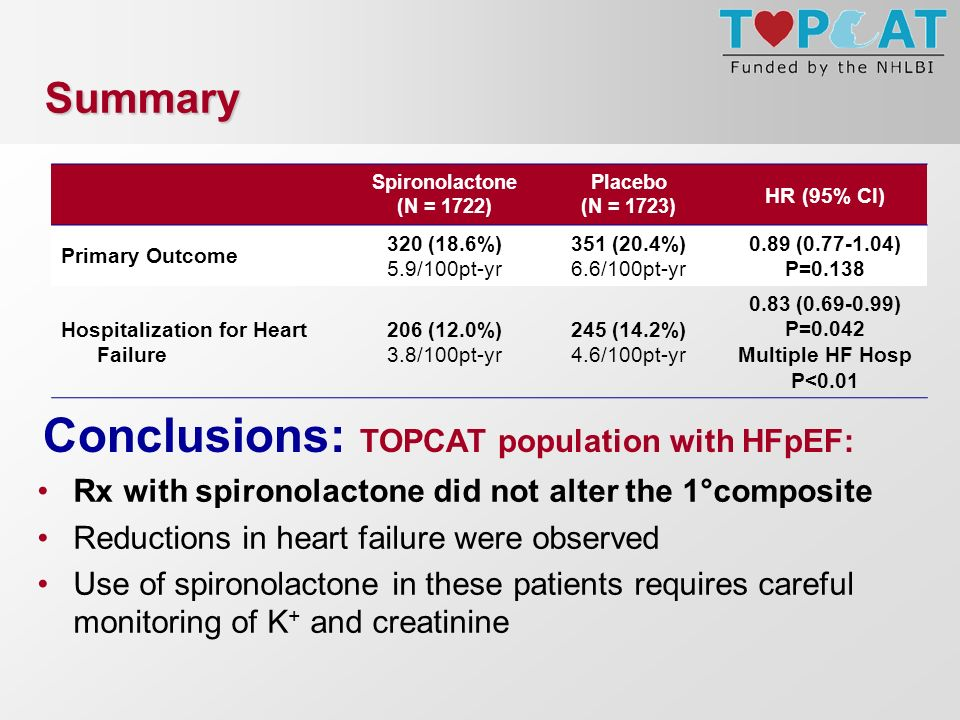 T♥PCAT
Funded by the NHLBI
Summary
Spironolactone
(N = 1722)
Placebo
(N = 1723)
HR (95% CI)
Primary Outcome
320 (18.6%)
5.9/100pt-yr
351 (20.4%)
6.6/100pt-yr
0.89 (0.77-1.04)
P=0.138
Hospitalization for Heart
Failure
206 (12.0%)
3.8/100pt-yr
245 (14.2%)
4.6/100pt-yr
0.83 (0.69-0.99)
P=0.042
Multiple HF Hosp
P<0.01
Conclusions: TOPCAT population with HFpEF:
• Rx with spironolactone did not alter the 1°composite
• Reductions in heart failure were observed
• Use of spironolactone in these patients requires careful
monitoring of K⁺ and creatinine